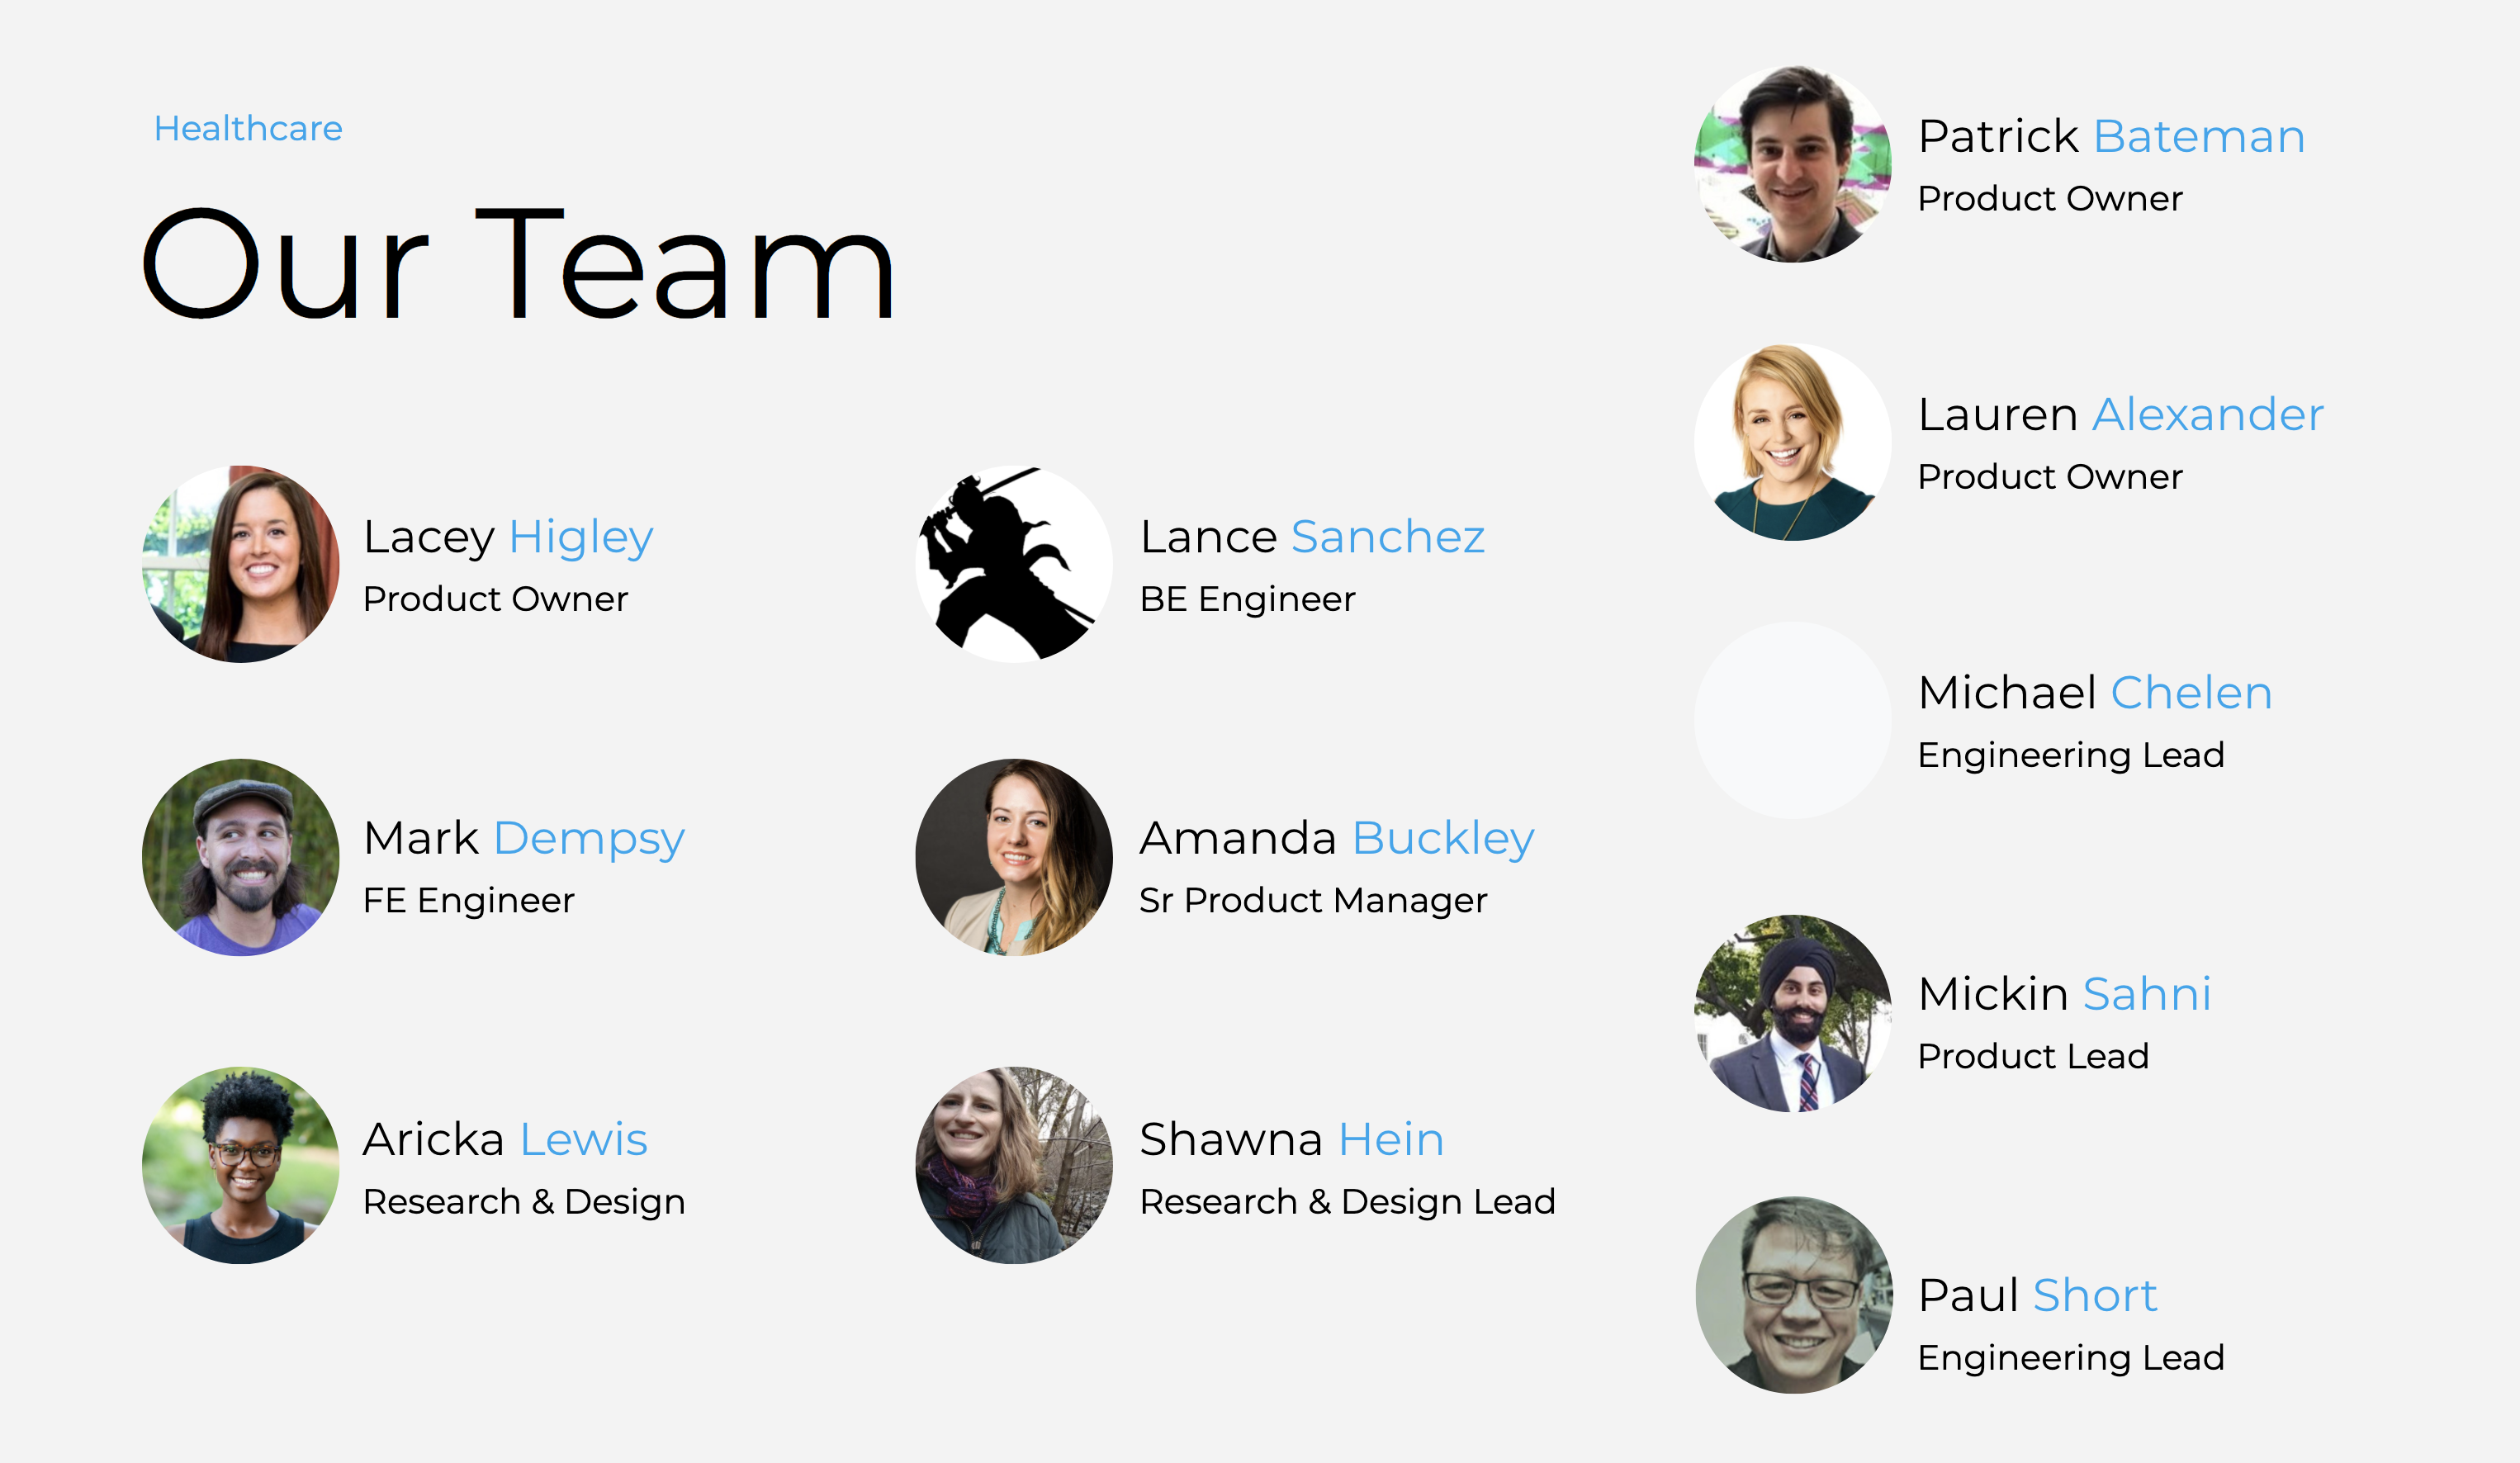 Healthcare
Our Team
Lacey Higley
Product Owner
Mark Dempsy
FE Engineer
Aricka Lewis
Research & Design
Lance Sanchez
BE Engineer
Amanda Buckley
Sr Product Manager
Shawna Hein
Research & Design Lead
Patrick Bateman
Product Owner
Lauren Alexander
Product Owner
Michael Chelen
Engineering Lead
Mickin Sahni
Product Lead
Paul Short
Engineering Lead